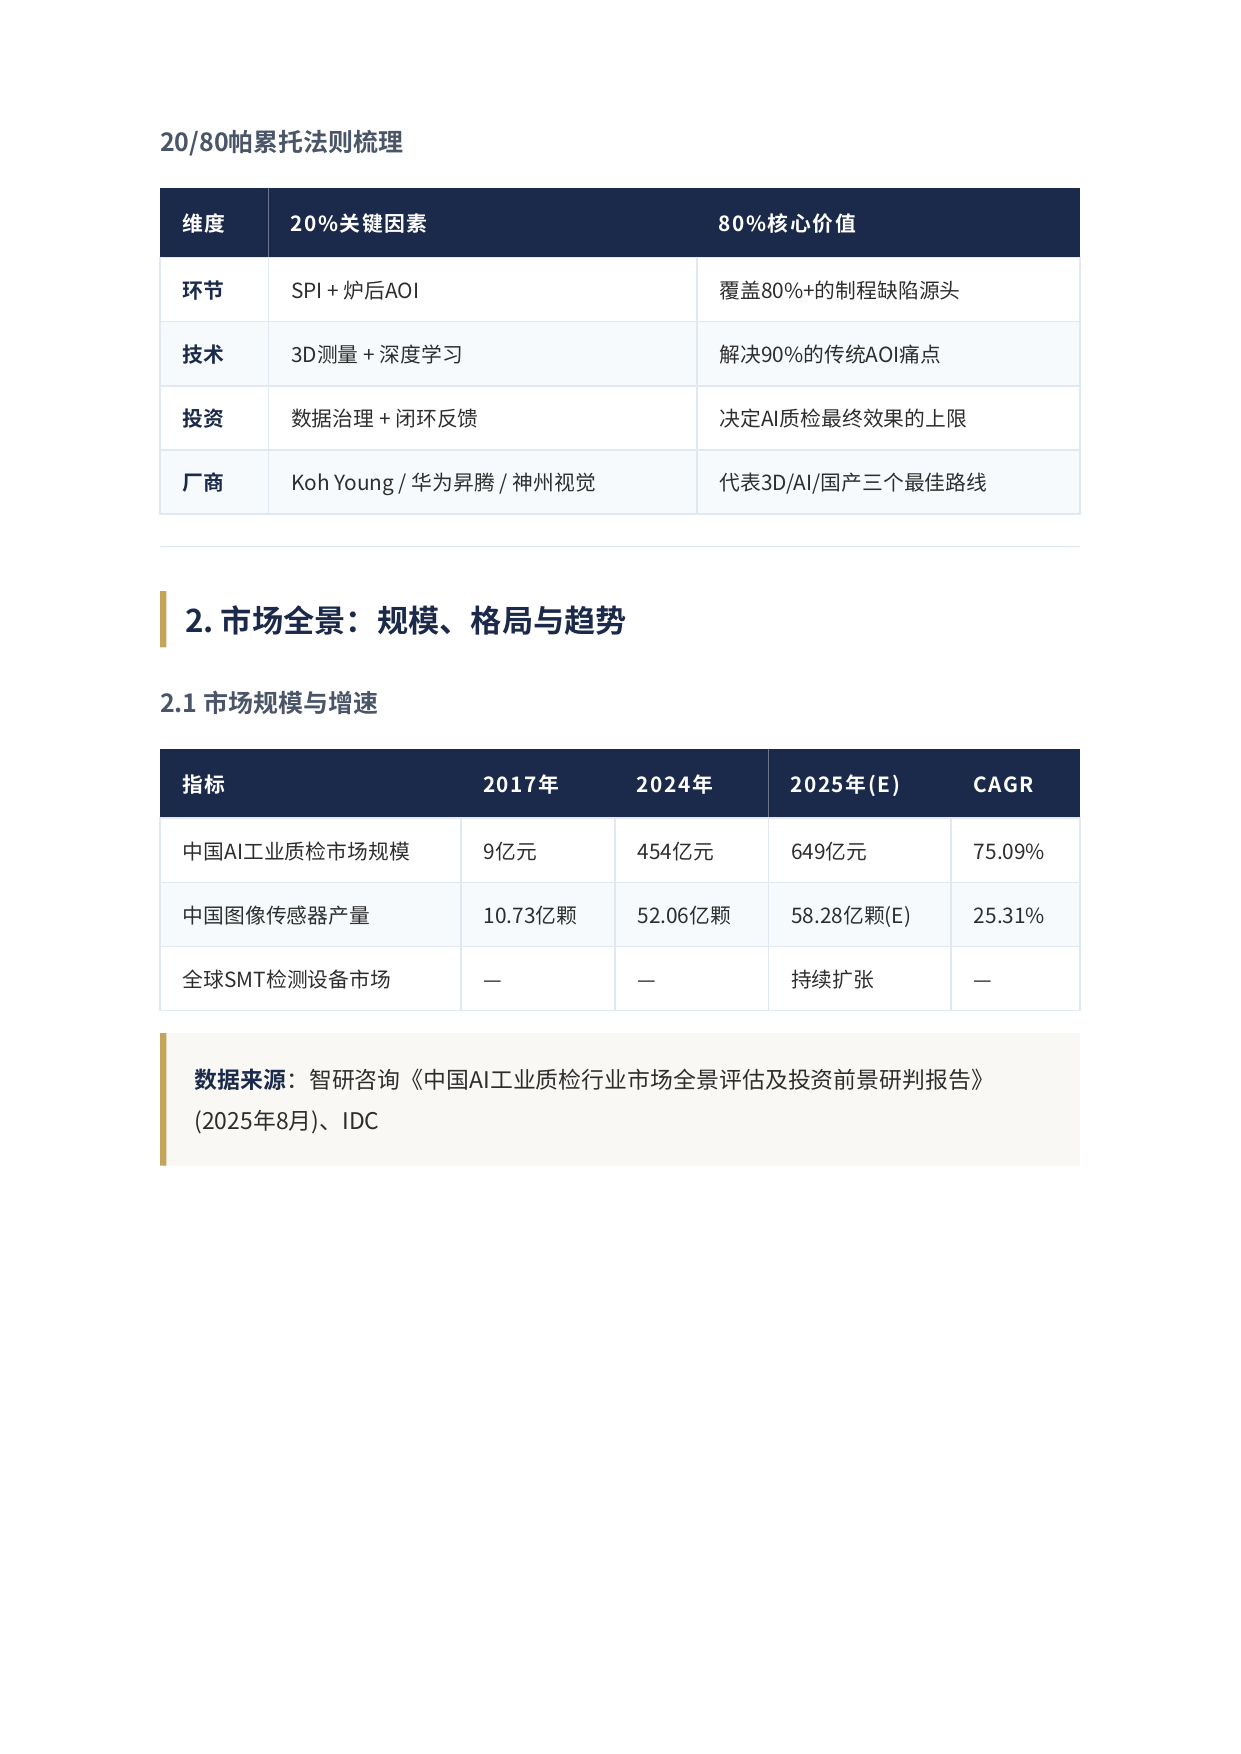 20/80帕累托法则梳理
维度 20%关键因素 80%核心价值
环节 SPI + 炉后AOI 覆盖80%+的制程缺陷源头
技术 3D测量 + 深度学习 解决90%的传统AOI痛点
投资 数据治理 + 闭环反馈 决定AI质检最终效果的上限
厂商 Koh Young / 华为昇腾 / 神州视觉 代表3D/AI/国产三个最佳路线
2. 市场全景：规模、格局与趋势
2.1 市场规模与增速
指标 2017年 2024年 2025年(E) CAGR
中国AI工业质检市场规模 9亿元 454亿元 649亿元 75.09%
中国图像传感器产量 10.73亿颗 52.06亿颗 58.28亿颗(E) 25.31%
全球SMT检测设备市场 — — 持续扩张 —
数据来源：智研咨询《中国AI工业质检行业市场全景评估及投资前景研判报告》
(2025年8月)、IDC